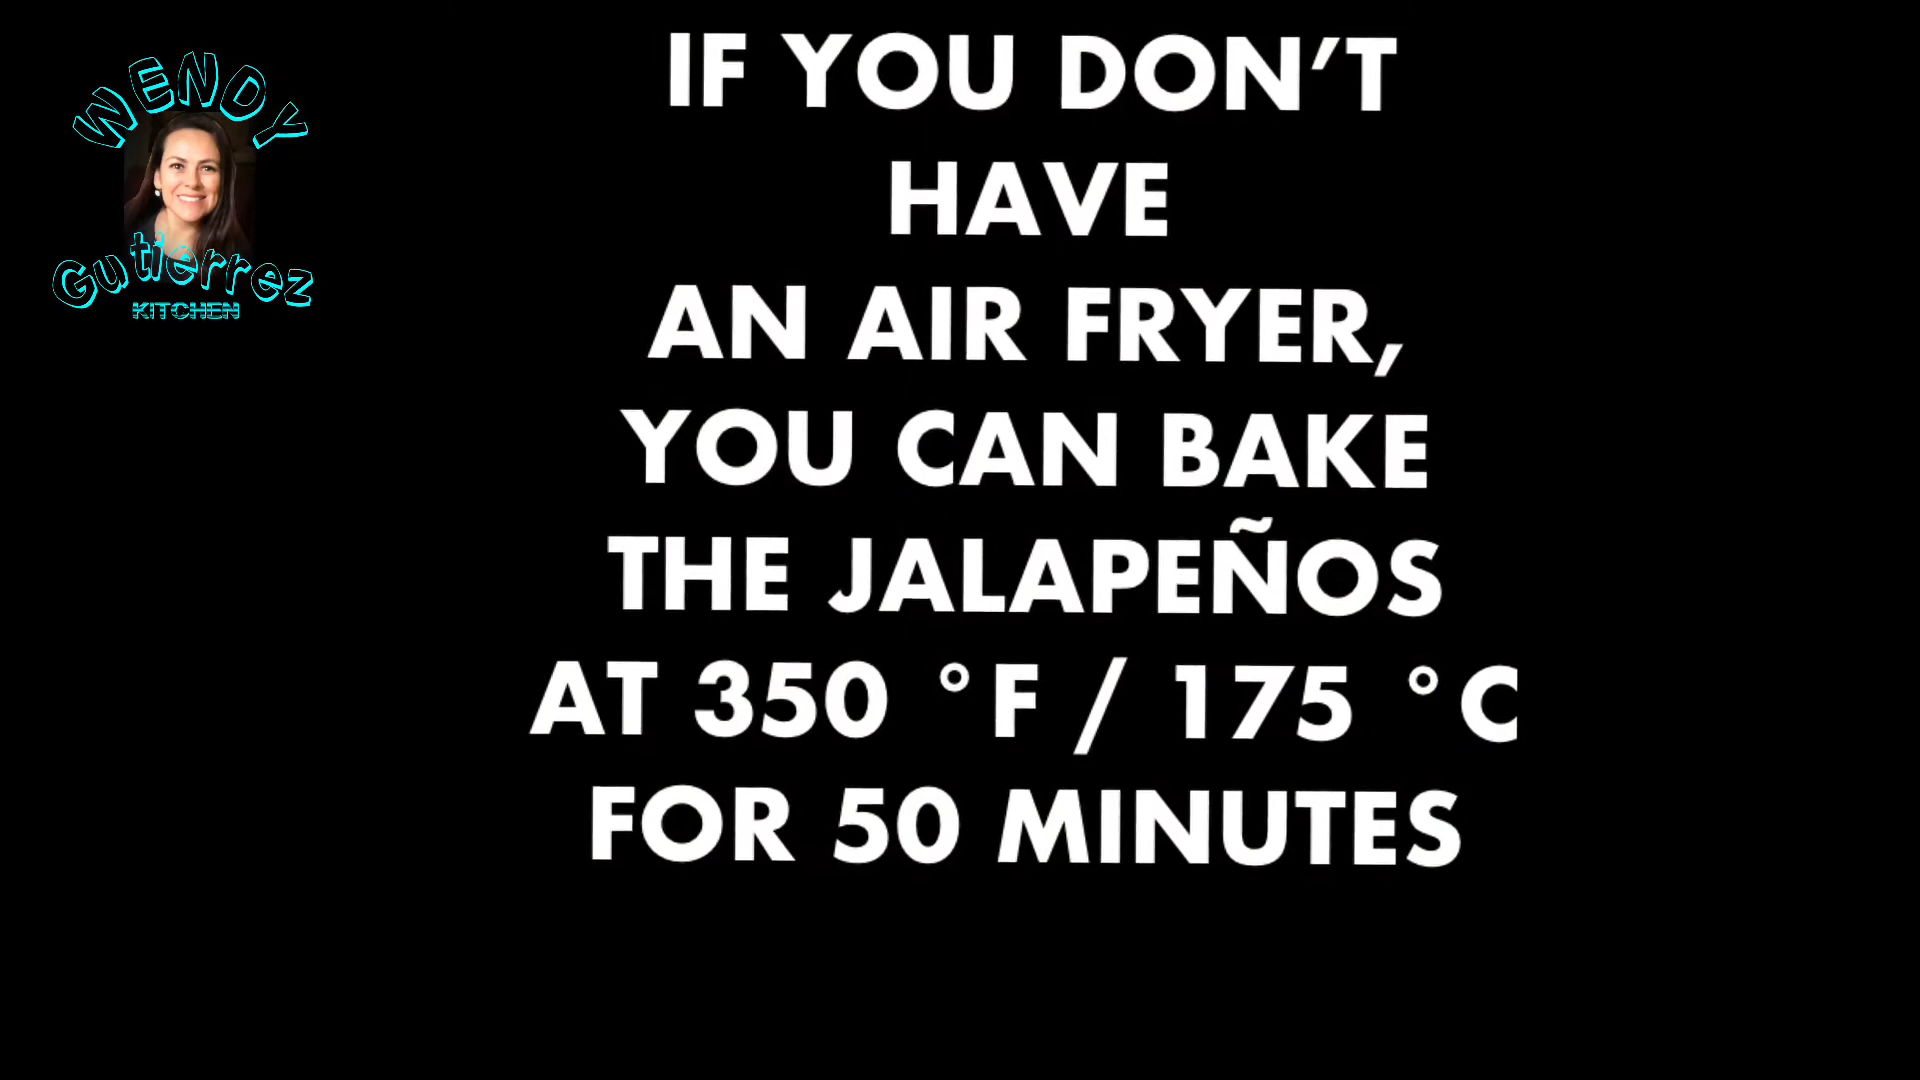 WENDY
Gutierrez
KITCHEN
IF YOU DON’T
HAVE
AN AIR FRYER,
YOU CAN BAKE
THE JALAPEÑOS
AT 350 °F / 175 °C
FOR 50 MINUTES